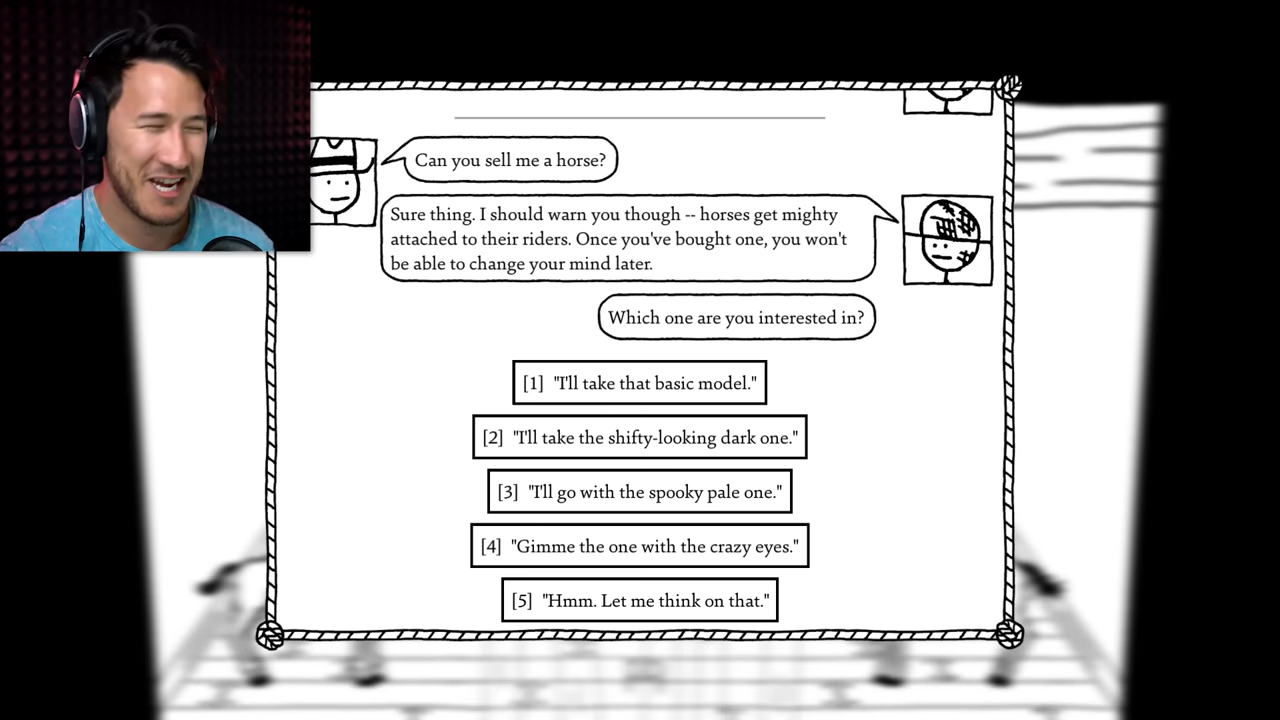 Can you sell me a horse?
Sure thing. I should warn you though -- horses get mighty
attached to their riders. Once you've bought one, you won't
be able to change your mind later.
Which one are you interested in?
[1] "I'll take that basic model."
[2] "I'll take the shifty-looking dark one."
[3] "I'll go with the spooky pale one."
[4] "Gimme the one with the crazy eyes."
[5] "Hmm. Let me think on that."